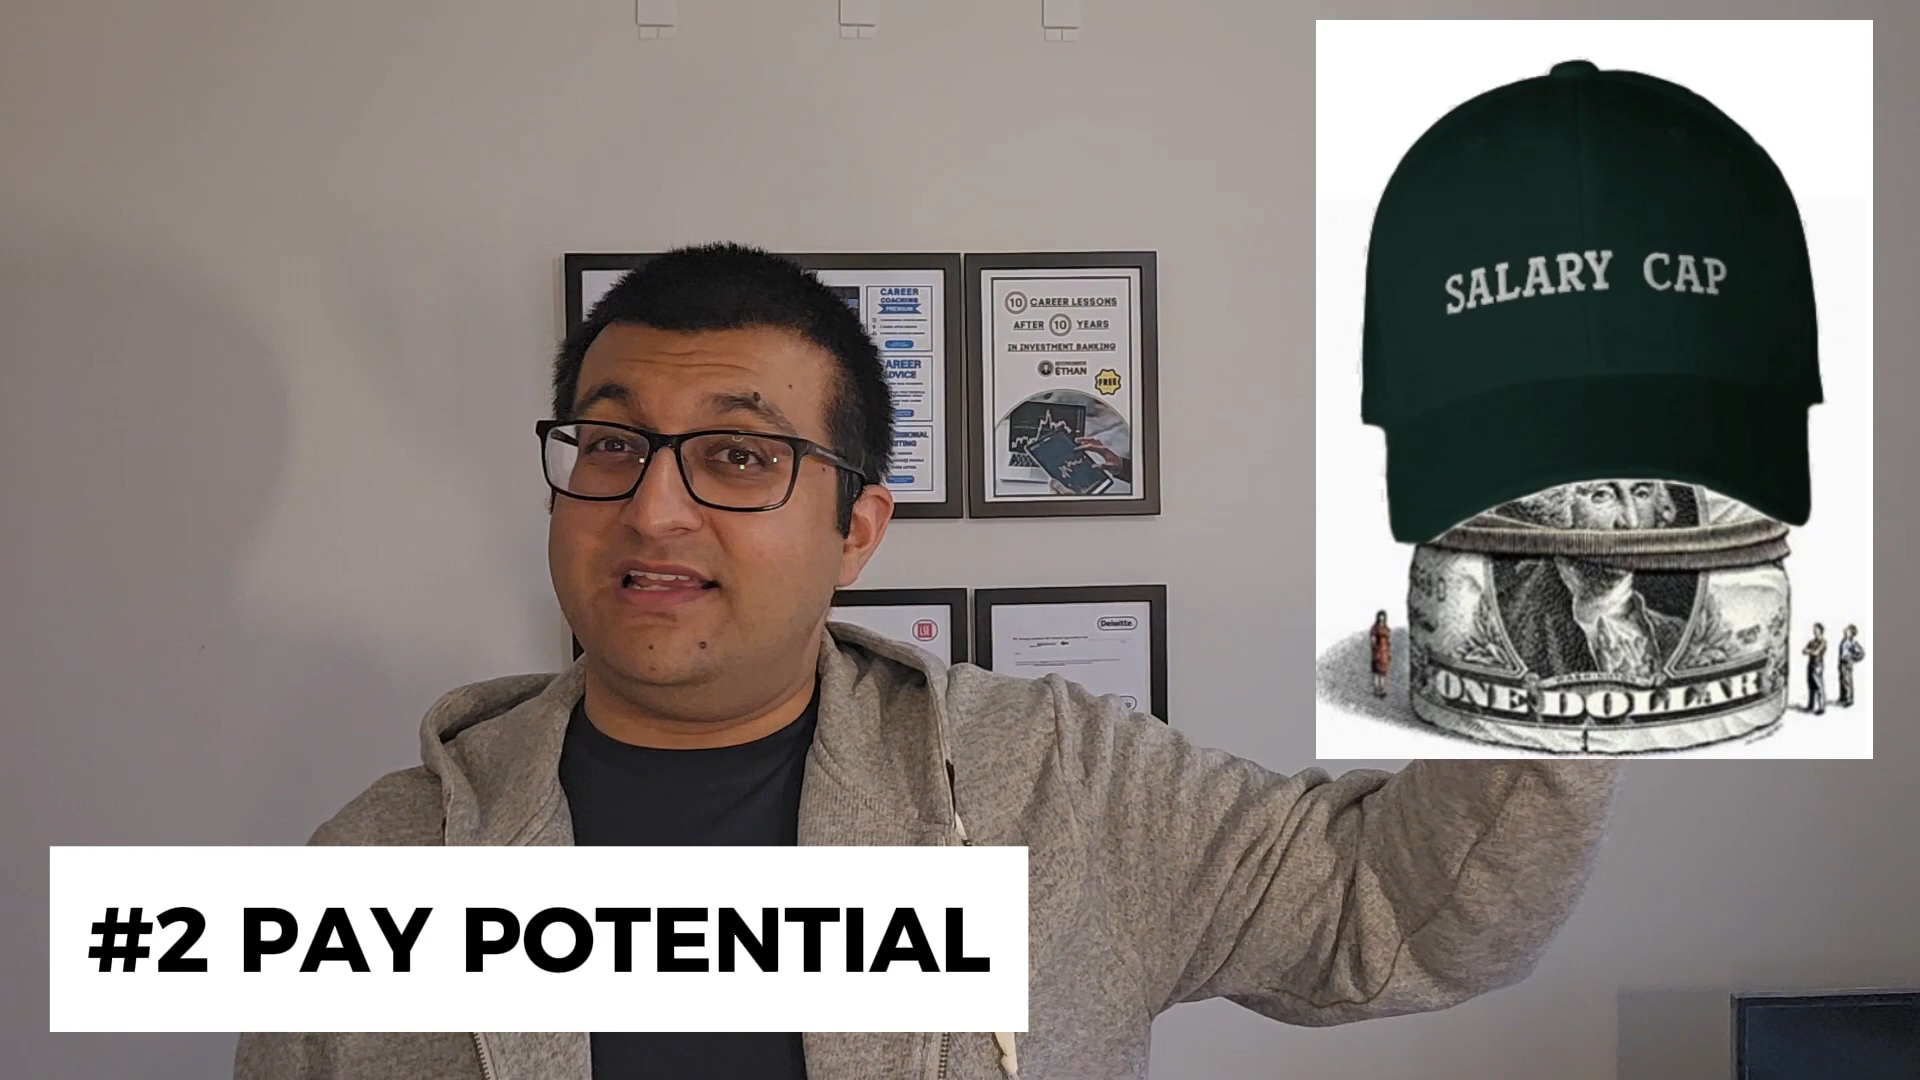 SALARY CAP
ONE DOLLAR
CAREER
COACHING
PREMIUM
CAREER
ADVICE
10 CAREER LESSONS
AFTER 10 YEARS
IN INVESTMENT BANKING
ETHAN
FREE
LSE
Deloitte
#2 PAY POTENTIAL